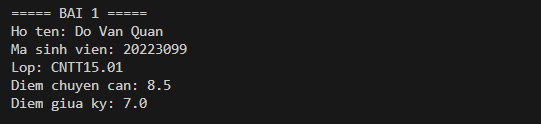 ===== BAI 1 =====
Ho ten: Do Van Quan
Ma sinh vien: 20223099
Lop: CNTT15.01
Diem chuyen can: 8.5
Diem giua ky: 7.0